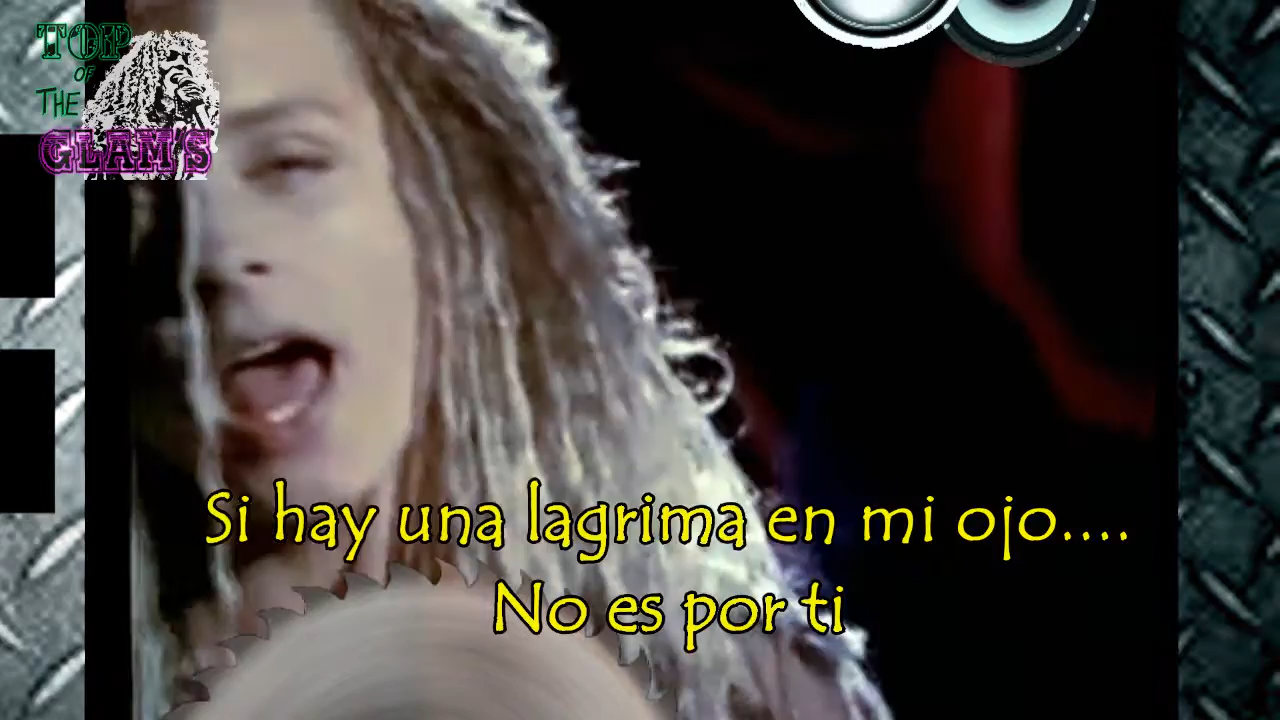 TOP
OF
THE
GLAM'S
Si hay una lagrima en mi ojo....
No es por ti